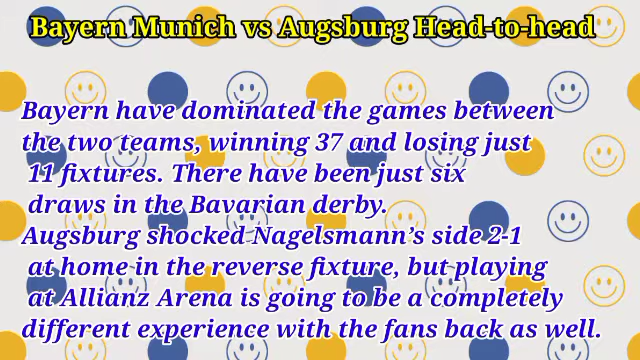 Bayern Munich vs Augsburg Head-to-head
Bayern have dominated the games between
the two teams, winning 37 and losing just
11 fixtures. There have been just six
draws in the Bavarian derby.
Augsburg shocked Nagelsmann’s side 2-1
at home in the reverse fixture, but playing
at Allianz Arena is going to be a completely
different experience with the fans back as well.